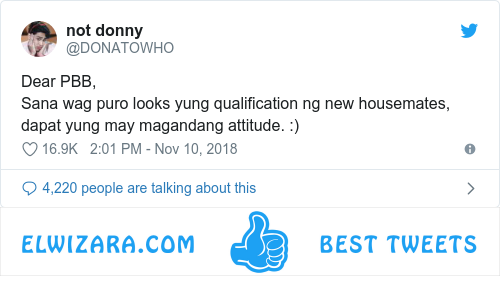 not donny
@DONATOWHO
Dear PBB,
Sana wag puro looks yung qualification ng new housemates,
dapat yung may magandang attitude. :)
16.9K 2:01 PM - Nov 10, 2018
4,220 people are talking about this
ELWIZARA.COM BEST TWEETS